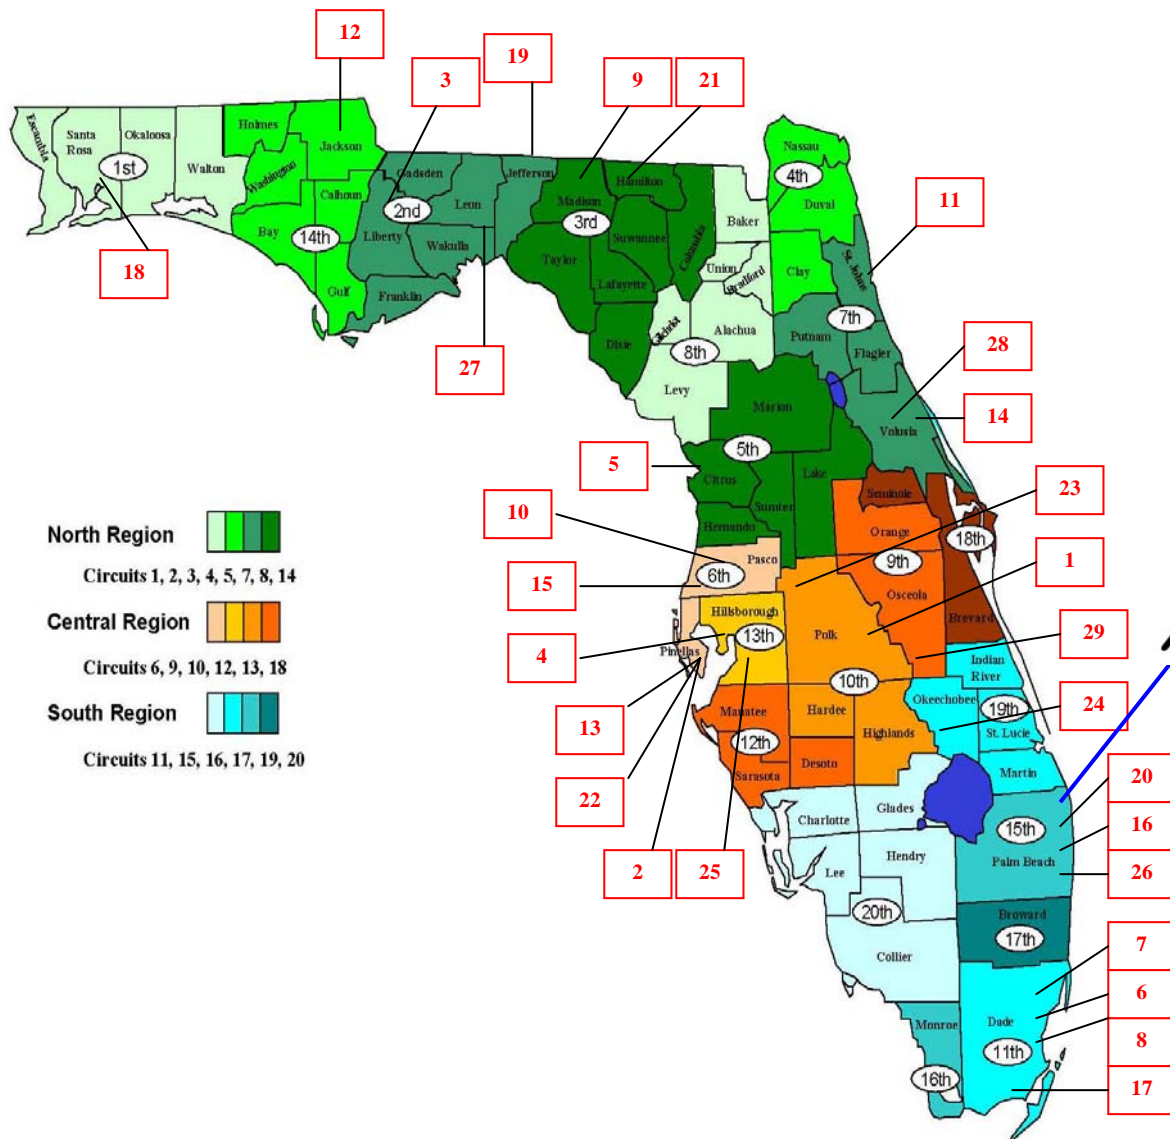 12
19
3
9
21
Escambia
Santa
Rosa
Okaloosa
1st
Walton
18
Holmes
Jackson
Washington
Calhoun
Bay
14th
Gulf
Gadsden
2nd
Leon
Jefferson
Liberty
Wakulla
Franklin
27
Madison
Hamilton
3rd
Suwannee
Taylor
Columbia
Lafayette
Dixie
Nassau
4th
Duval
Baker
11
Union
Bradford
Clay
St. Johns
Gilchrist
Alachua
8th
Putnam
7th
Flagler
Levy
28
Marion
Volusia
14
5th
5
Citrus
Lake
Sumter
Seminole
23
10
Hernando
Orange
18th
1
15
Pasco
6th
9th
Osceola
Hillsborough
13th
Polk
Brevard
4
Pinellas
29
Indian
River
10th
Okeechobee
19th
24
13
Manatee
Hardee
Highlands
St. Lucie
12th
22
Sarasota
Desoto
Martin
20
Charlotte
Glades
15th
16
2
25
Lee
Hendry
Palm Beach
26
20th
Broward
17th
Collier
7
6
Monroe
Dade
8
11th
16th
17
North Region
Circuits 1, 2, 3, 4, 5, 7, 8, 14
Central Region
Circuits 6, 9, 10, 12, 13, 18
South Region
Circuits 11, 15, 16, 17, 19, 20